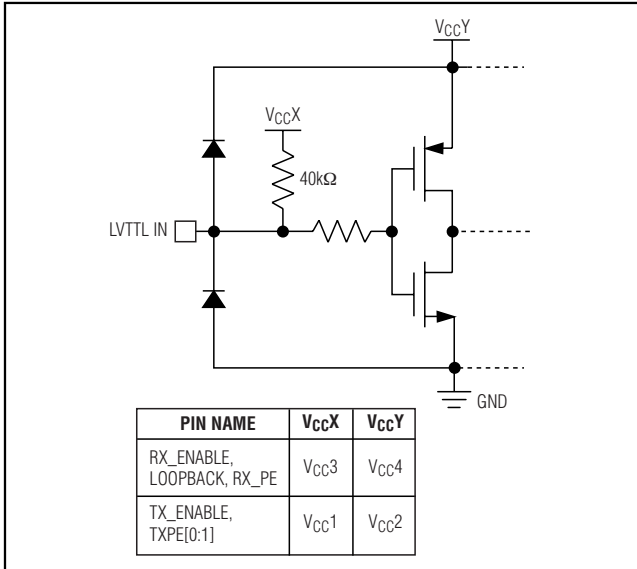 VCCY
VCCX
40kΩ
LVTTL IN
GND
PIN NAME VCCX VCCY
RX_ENABLE,
LOOPBACK, RX_PE VCC3 VCC4
TX_ENABLE,
TXPE[0:1] VCC1 VCC2